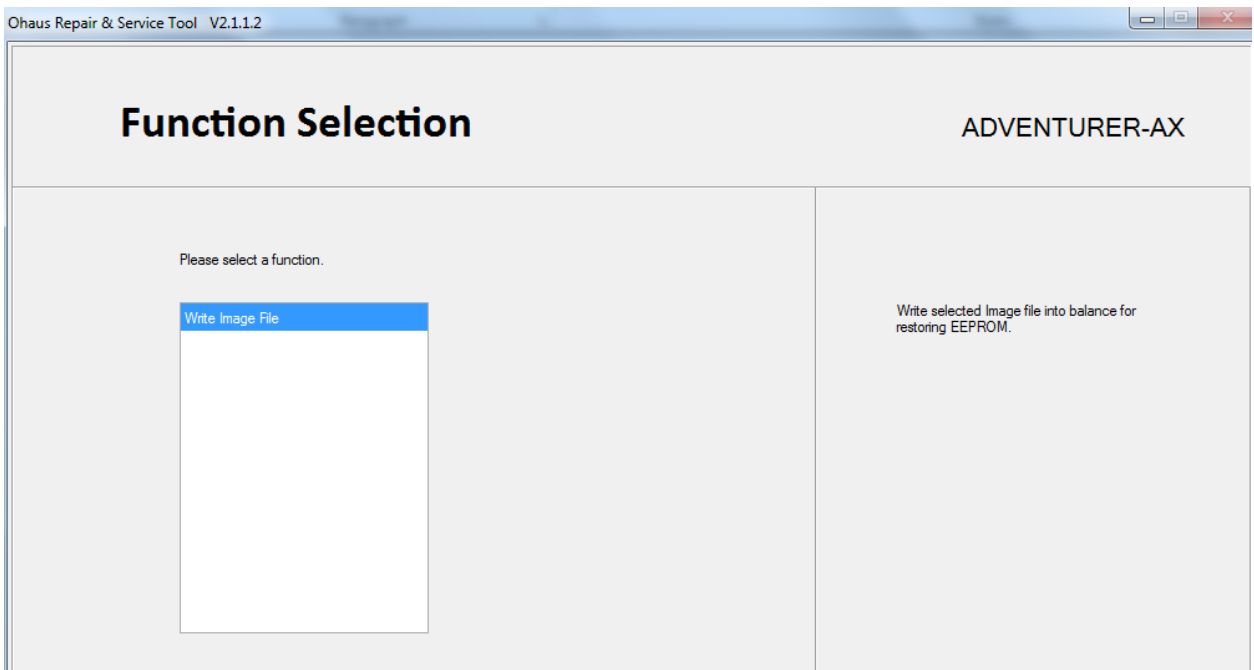 Ohaus Repair & Service Tool V2.1.1.2
Function Selection
ADVENTURER-AX
Please select a function.
Write Image File
Write selected Image file into balance for
restoring EEPROM.